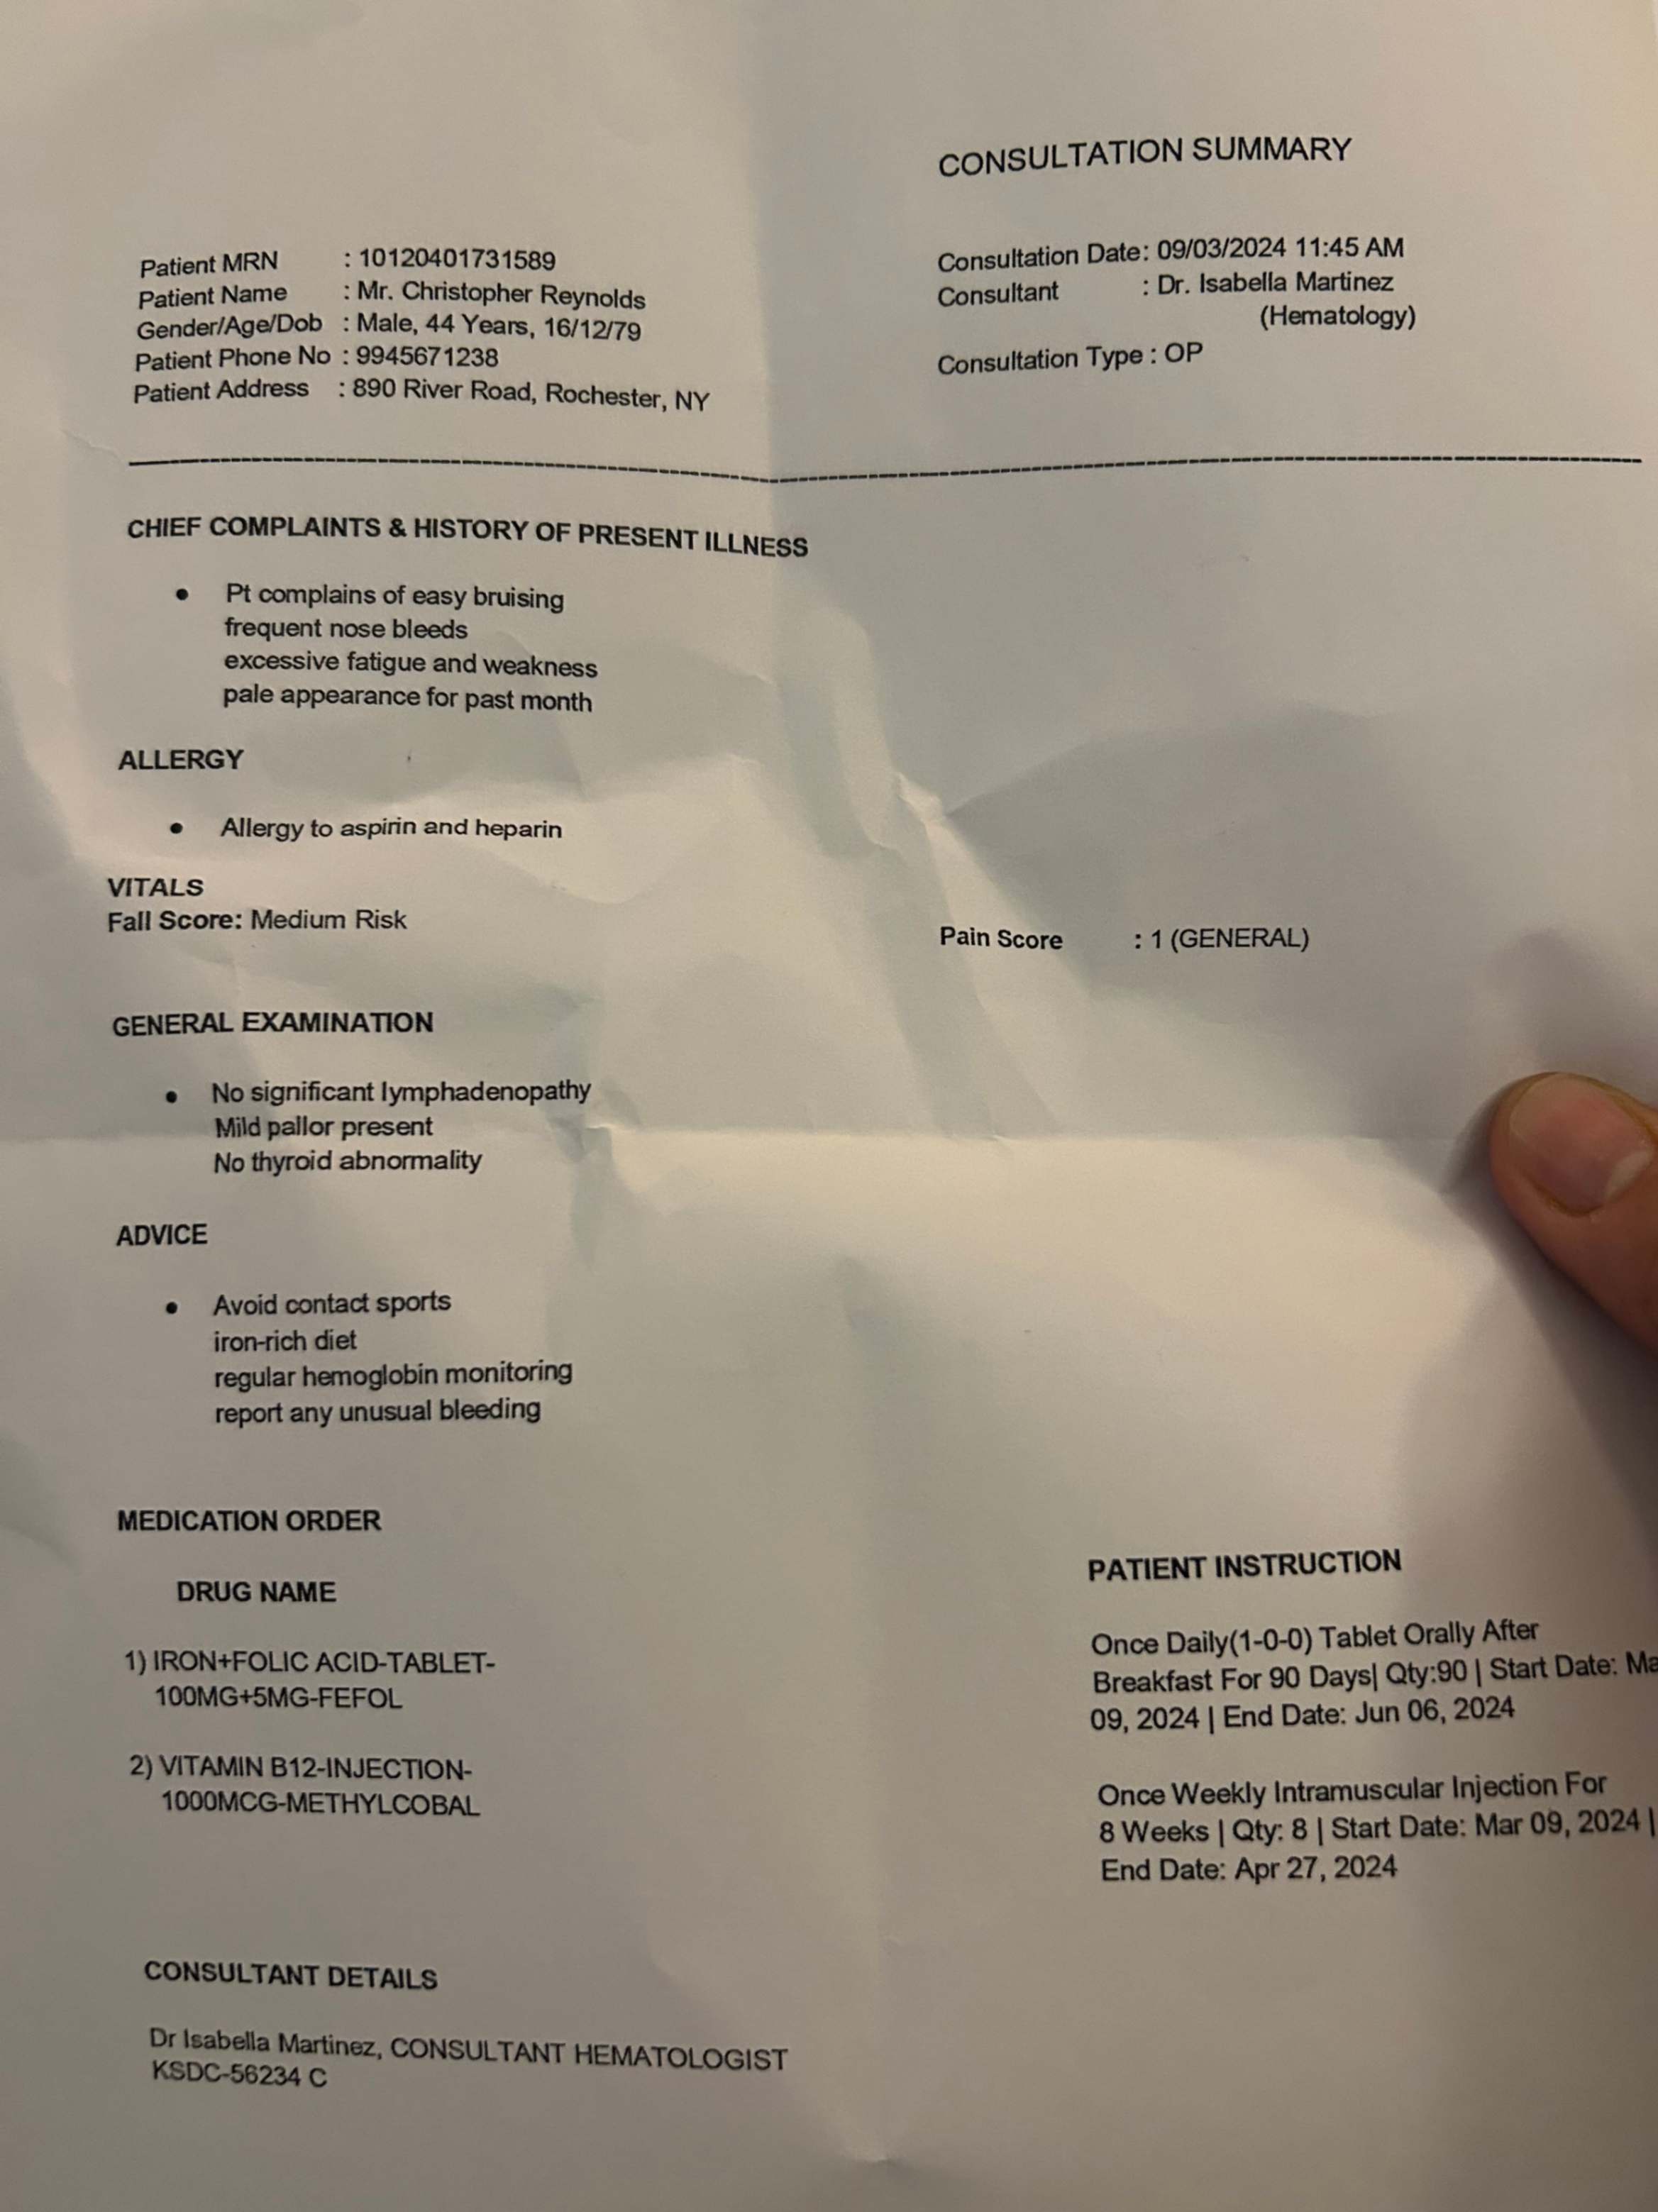 CONSULTATION SUMMARY
Patient MRN : 10120401731589
Patient Name : Mr. Christopher Reynolds
Gender/Age/Dob : Male, 44 Years, 16/12/79
Patient Phone No : 9945671238
Patient Address : 890 River Road, Rochester, NY
Consultation Date: 09/03/2024 11:45 AM
Consultant : Dr. Isabella Martinez
(Hematology)
Consultation Type : OP
CHIEF COMPLAINTS & HISTORY OF PRESENT ILLNESS
• Pt complains of easy bruising
frequent nose bleeds
excessive fatigue and weakness
pale appearance for past month
ALLERGY
• Allergy to aspirin and heparin
VITALS
Fall Score: Medium Risk
Pain Score : 1 (GENERAL)
GENERAL EXAMINATION
• No significant lymphadenopathy
Mild pallor present
No thyroid abnormality
ADVICE
• Avoid contact sports
iron-rich diet
regular hemoglobin monitoring
report any unusual bleeding
MEDICATION ORDER
DRUG NAME
PATIENT INSTRUCTION
1) IRON+FOLIC ACID-TABLET-
100MG+5MG-FEFOL
Once Daily(1-0-0) Tablet Orally After
Breakfast For 90 Days| Qty:90 | Start Date:
09, 2024 | End Date: Jun 06, 2024
2) VITAMIN B12-INJECTION-
1000MCG-METHYLCOBAL
Once Weekly Intramuscular Injection For
8 Weeks | Qty: 8 | Start Date: Mar 09, 2024 |
End Date: Apr 27, 2024
CONSULTANT DETAILS
Dr Isabella Martinez, CONSULTANT HEMATOLOGIST
KSDC-56234 C